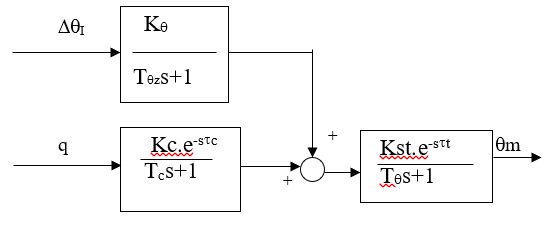 ΔθI
Kθ
Tθzs+1
+
q
Kc.e-sτc
Tcs+1
+
Kst.e-sτt
Tθs+1
θm